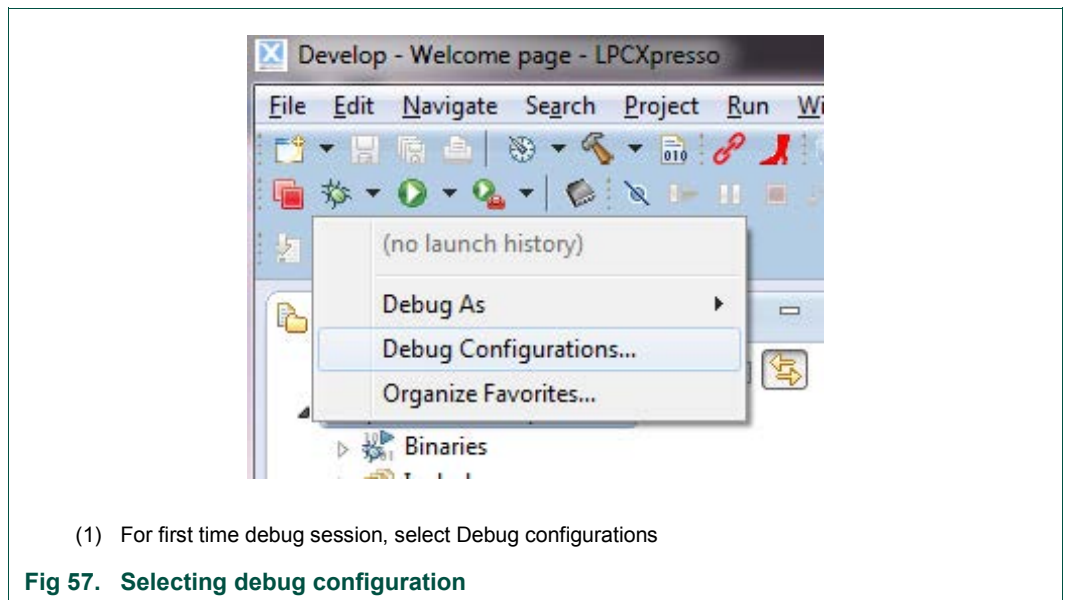 Develop - Welcome page - LPCXpresso
File Edit Navigate Search Project Run
010
(no launch history)
Debug As
Debug Configurations...
Organize Favorites...
Binaries
(1) For first time debug session, select Debug configurations
Fig 57. Selecting debug configuration